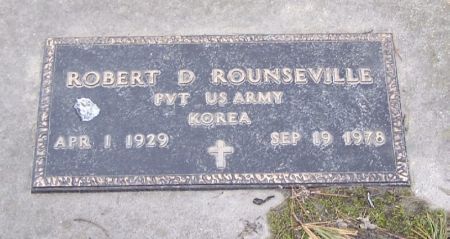 ROBERT D ROUNSEVILLE
PVT US ARMY
KOREA
APR 1 1929 SEP 19 1978